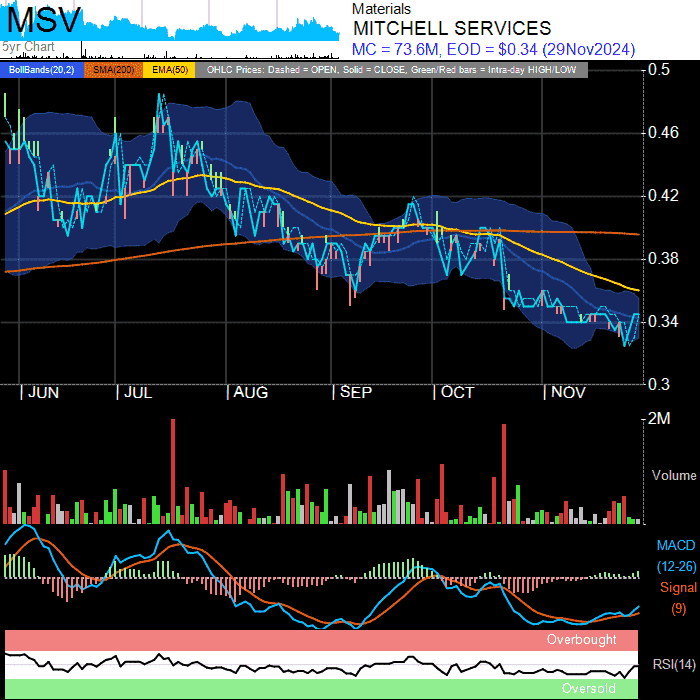 MSV
5yr Chart
Materials
MITCHELL SERVICES
MC = 73.6M, EOD = $0.34 (29Nov2024)
BollBands(20,2) SMA(200) EMA(50) OHLC Prices: Dashed = OPEN, Solid = CLOSE, Green/Red bars = Intra-day HIGH/LOW
0.5
0.46
0.42
0.38
0.34
0.3
| JUN | JUL | AUG | SEP | OCT | NOV
2M
Volume
MACD
(12-26)
Signal
(9)
Overbought
RSI(14)
Oversold